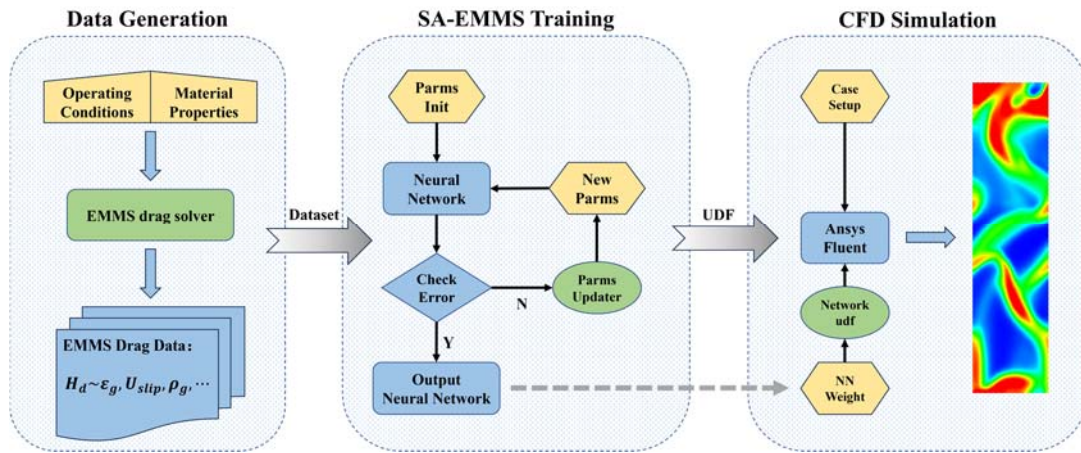 Data Generation
Operating
Conditions
Material
Properties
EMMS drag solver
EMMS Drag Data:
H_d~ε_g, U_slip, ρ_g, ⋯
Dataset
SA-EMMS Training
Parms
Init
Neural
Network
New
Parms
Check
Error
N
Parms
Updater
Y
Output
Neural Network
UDF
CFD Simulation
Case
Setup
Ansys
Fluent
Network
udf
NN
Weight